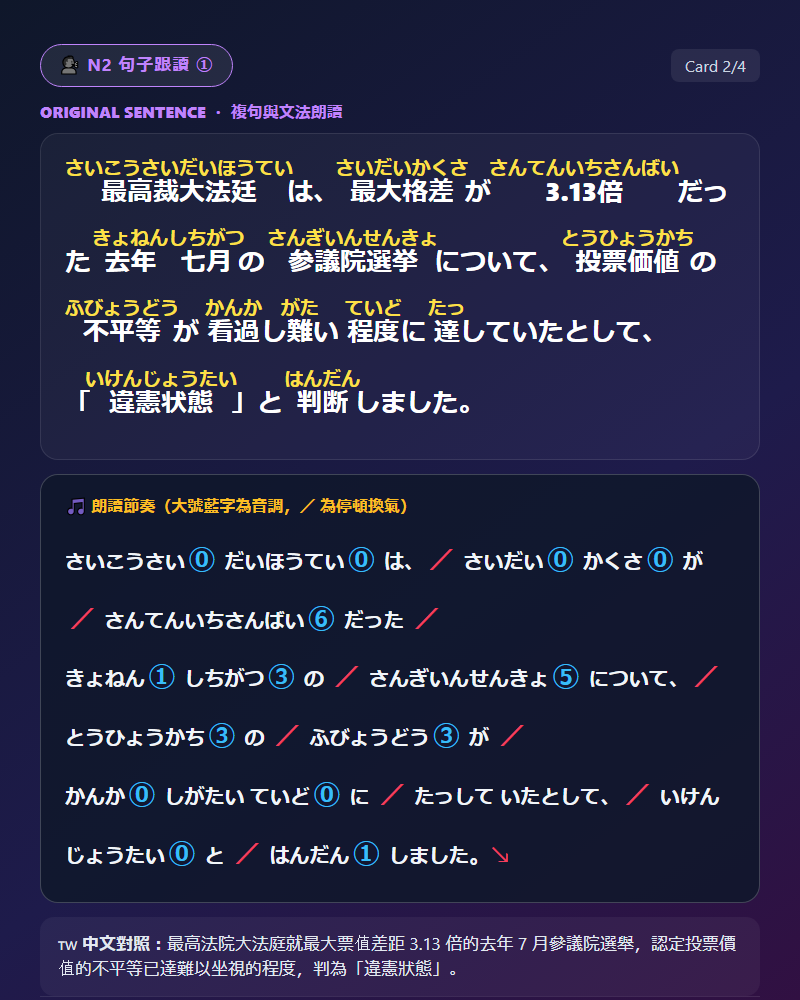 N2 句子跟讀 ①
Card 2/4
ORIGINAL SENTENCE · 複句與文法朗讀
さいこうさいだいほうてい さいだいかくさ さんてんいちさんばい
最高裁大法廷 は、 最大格差 が 3.13倍 だっ
きょねんしちがつ さんぎいんせんきょ とうひょうかち
た 去年 七月 の 参議院選挙 について、 投票価値 の
ふびょうどう かんか がた ていど たっ
不平等 が 看過し難い 程度に 達していたとして、
いけんじょうたい はんだん
「 違憲状態 」と 判断 しました。
🎵 朗讀節奏（大號藍字為音調，／ 為停頓換氣）
さいこうさい⓪ だいほうてい⓪ は、／ さいだい⓪ かくさ⓪ が
／ さんてんいちさんばい⑥ だった ／
きょねん① しちがつ③ の ／ さんぎいんせんきょ⑤ について、／
とうひょうかち③ の ／ ふびょうどう③ が ／
かんか⓪ しがたい ていど⓪ に ／ たっして いたとして、／ いけん
じょうたい⓪ と ／ はんだん① しました。↘
TW 中文對照：最高法院大法庭就最大票值差距 3.13 倍的去年 7 月參議院選舉，認定投票價
值的不平等已達難以坐視的程度，判為「違憲狀態」。